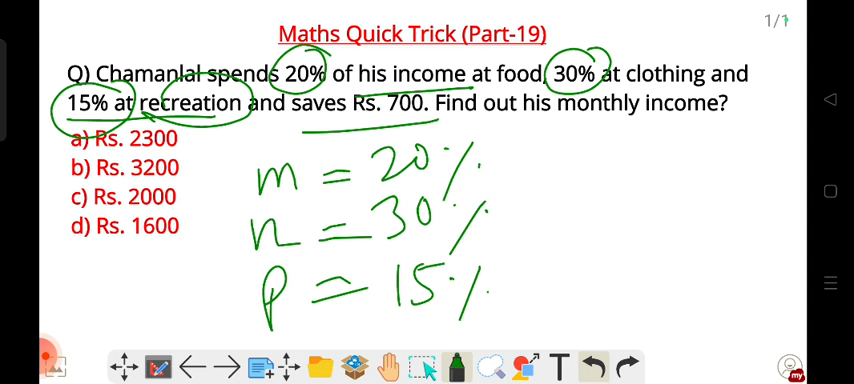 1/1
Maths Quick Trick (Part-19)
Q) Chamanlal spends 20% of his income at food, 30% at clothing and
15% at recreation and saves Rs. 700. Find out his monthly income?
a) Rs. 2300
b) Rs. 3200
c) Rs. 2000
d) Rs. 1600
m = 20%
n = 30%
p = 15%
T
my